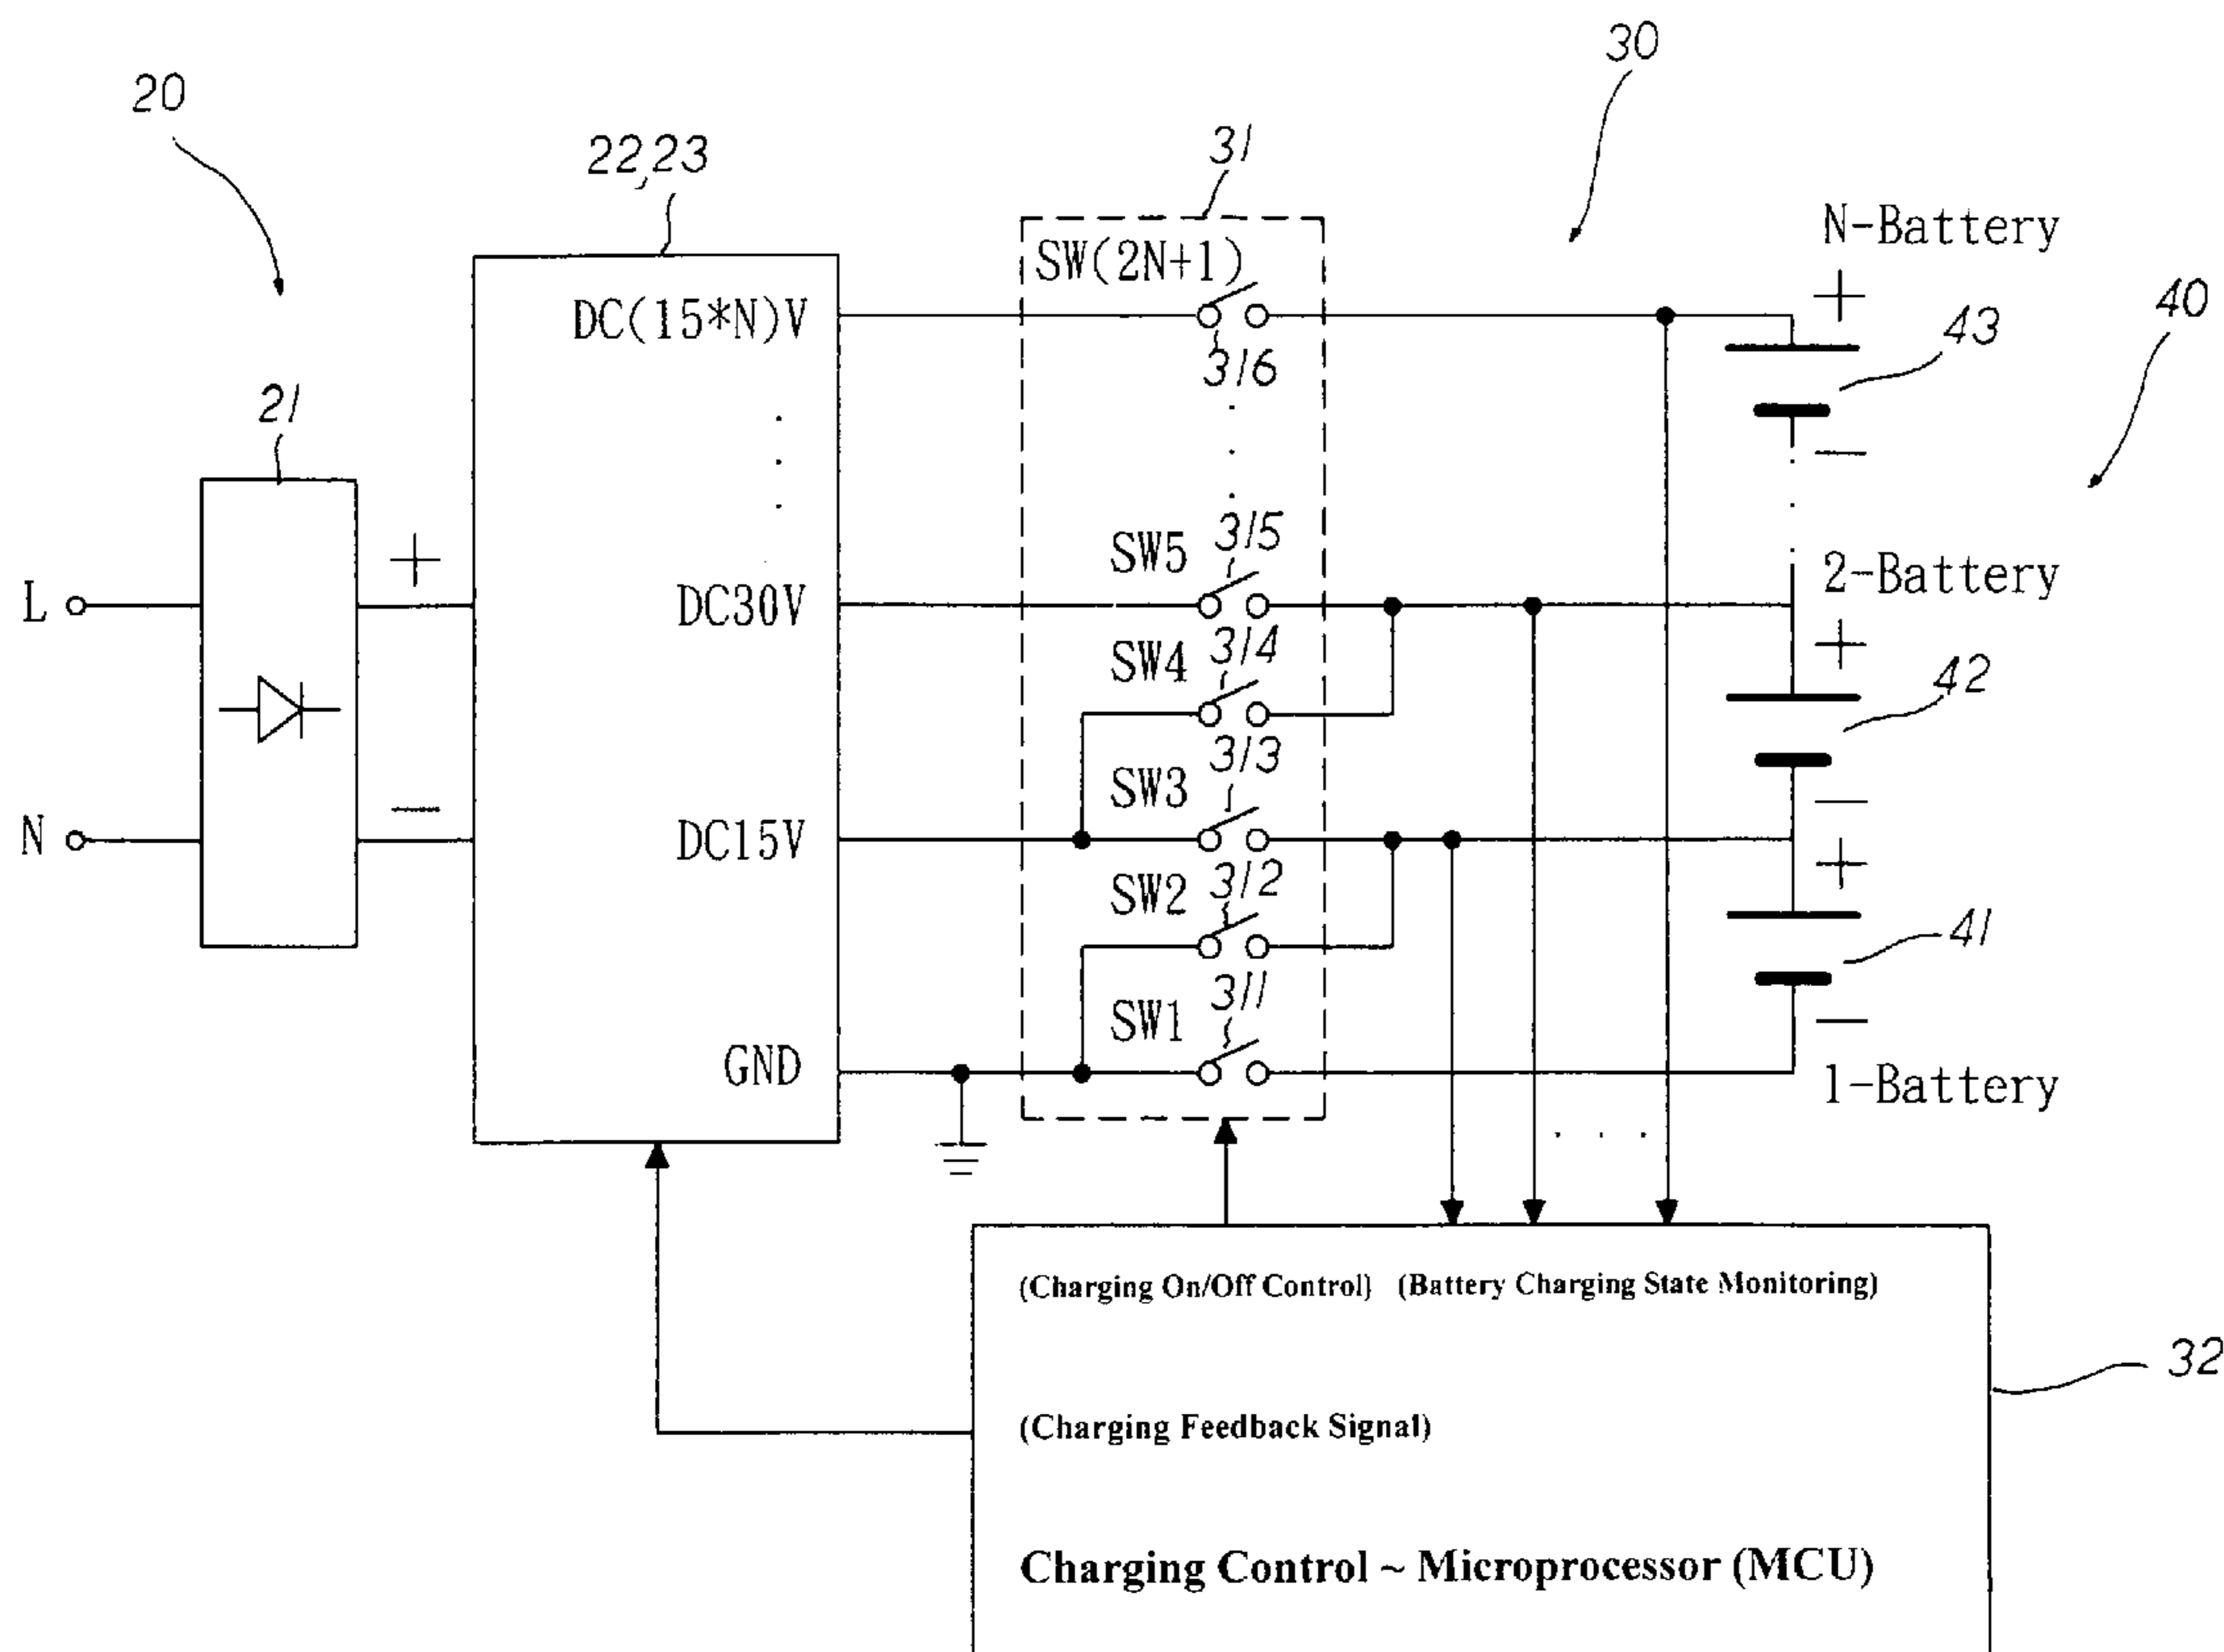 30
20
31
22,23
N-Battery
SW(2N+1)
+
40
DC(15*N)V
43
316
21
−
SW5 315
+
2-Battery
L
DC30V
SW4 314
+
42
313
SW3
−
−
N
DC15V
+
312
SW2
41
311
SW1
−
GND
1-Battery
(Charging On/Off Control) (Battery Charging State Monitoring)
32
(Charging Feedback Signal)
Charging Control ~ Microprocessor (MCU)